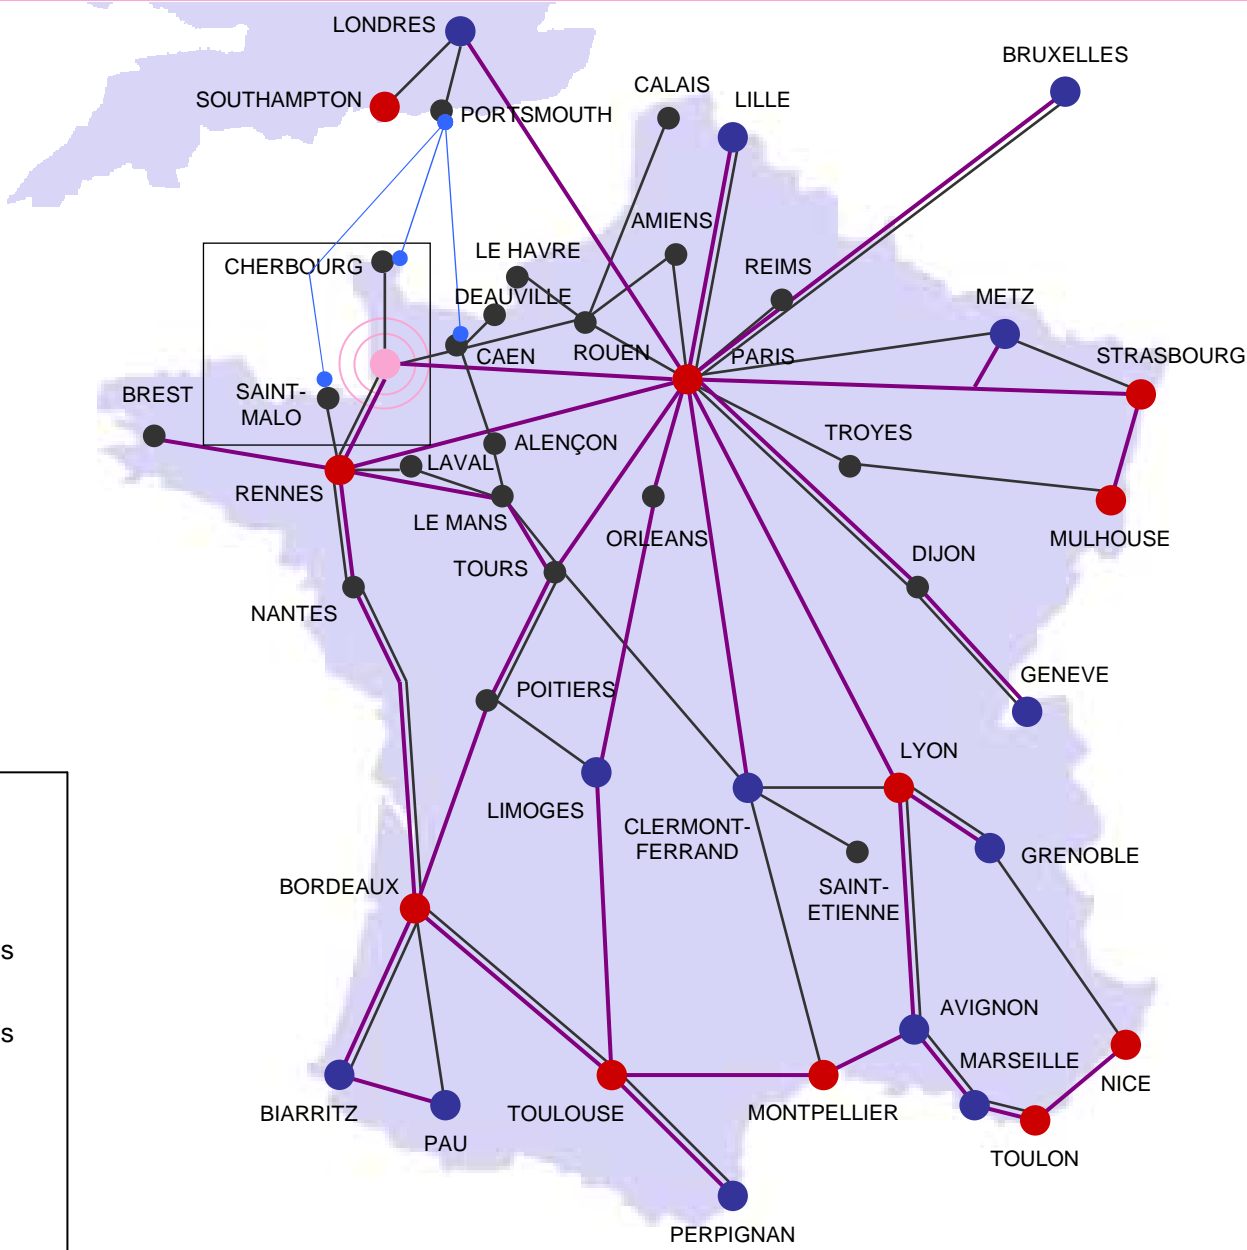 LONDRES
BRUXELLES
CALAIS
LILLE
SOUTHAMPTON
PORTSMOUTH
AMIENS
LE HAVRE
CHERBOURG
REIMS
DEAUVILLE
METZ
ROUEN
CAEN
PARIS
STRASBOURG
BREST
SAINT-
MALO
TROYES
ALENÇON
LAVAL
RENNES
LE MANS
ORLEANS
MULHOUSE
DIJON
TOURS
NANTES
GENEVE
POITIERS
LYON
LIMOGES
CLERMONT-
FERRAND
GRENOBLE
BORDEAUX
SAINT-
ETIENNE
s
AVIGNON
s
MARSEILLE
NICE
BIARRITZ
TOULOUSE
MONTPELLIER
PAU
TOULON
PERPIGNAN